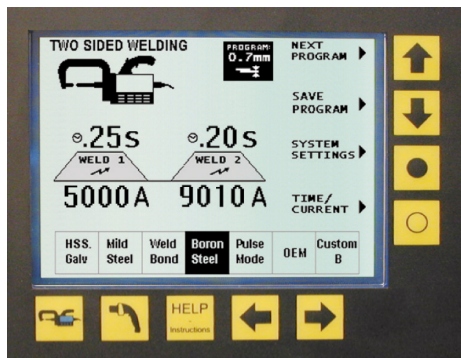 TWO SIDED WELDING
PROGRAM:
0.7mm
NEXT
PROGRAM
SAVE
PROGRAM
.25s
.20s
SYSTEM
SETTINGS
WELD 1
WELD 2
5000A
9010A
TIME/
CURRENT
HSS.
Galv
Mild
Steel
Weld
Bond
Boron
Steel
Pulse
Mode
OEM
Custom
B
HELP
Instructions